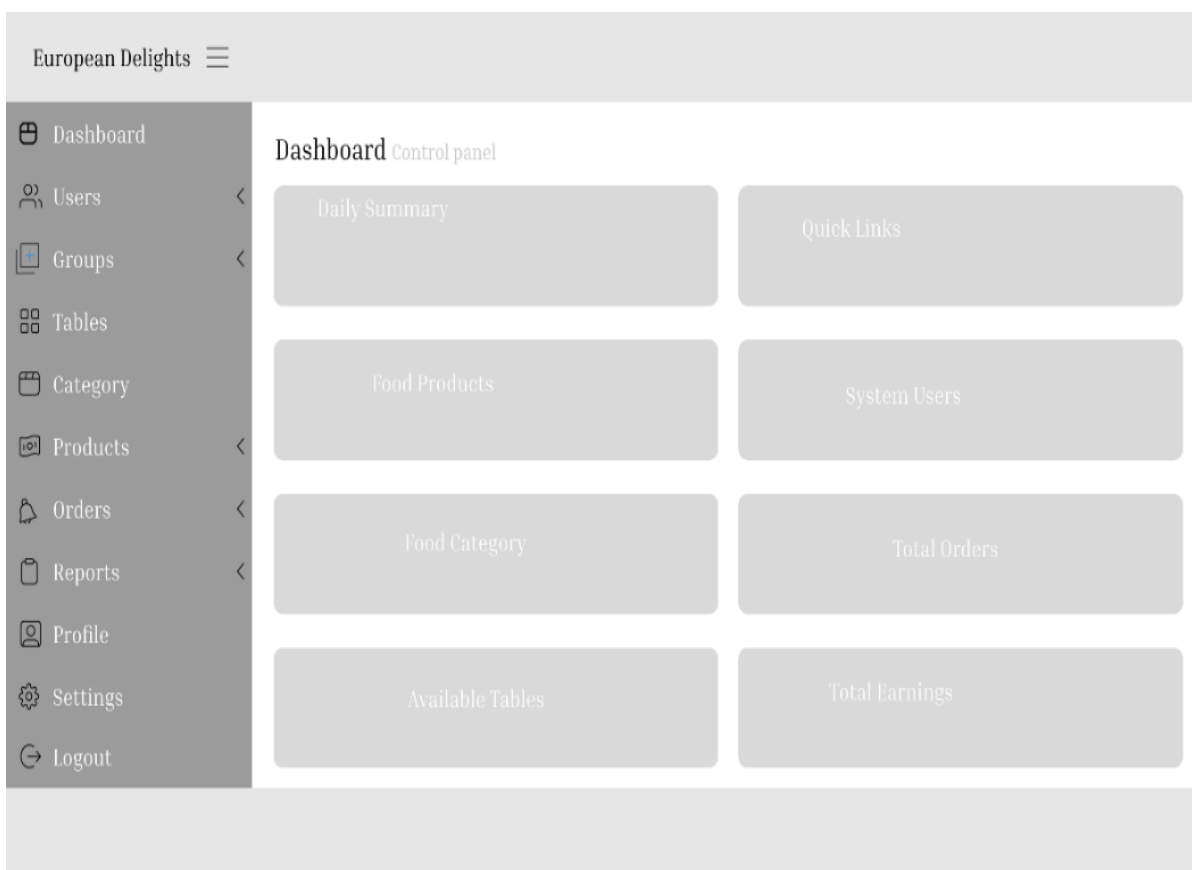 European Delights
Dashboard
Users
Groups
Tables
Category
Products
Orders
Reports
Profile
Settings
Logout
Dashboard Control panel
Daily Summary
Quick Links
Food Products
System Users
Food Category
Total Orders
Available Tables
Total Earnings